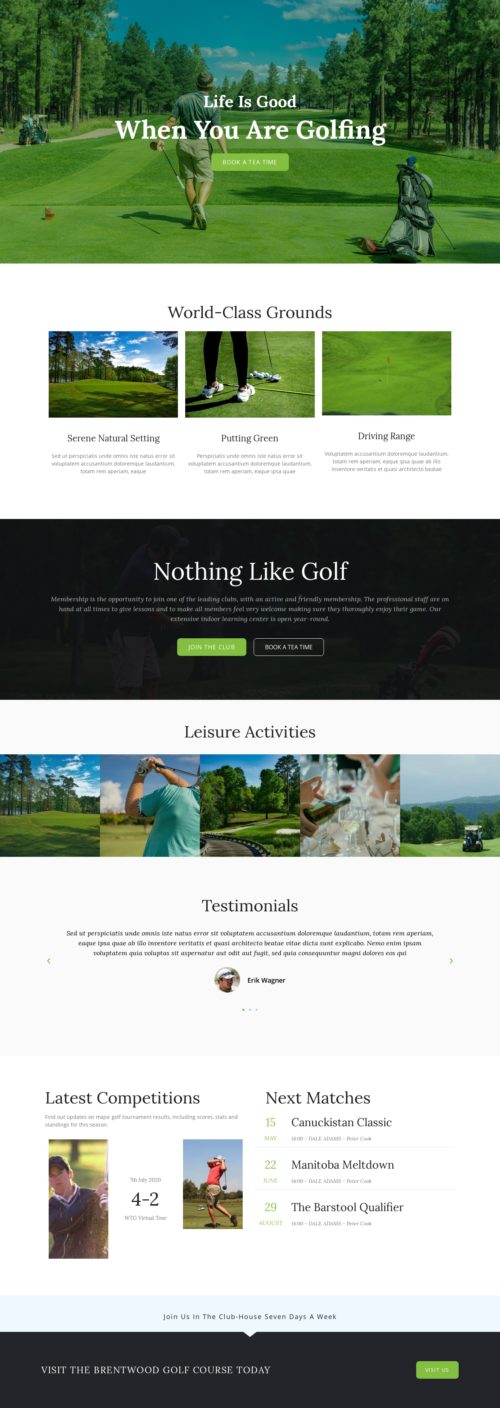 Life Is Good
When You Are Golfing
BOOK A TEA TIME
World-Class Grounds
Serene Natural Setting
Sed ut perspiciatis unde omnis iste natus error sit
voluptatem accusantium doloremque laudantium,
totam rem aperiam, eaque
Putting Green
Perspiciatis unde omnis iste natus error sit
voluptatem accusantium doloremque laudantium,
totam rem aperiam, eaque ipsa quae
Driving Range
Voluptatem accusantium doloremque laudantium,
totam rem aperiam, eaque ipsa quae ab illo
inventore veritatis et quasi architecto beatae
Nothing Like Golf
Membership is the opportunity to join one of the leading clubs, with an active and friendly membership. The professional staff are on
hand at all times to give lessons and to make all members feel very welcome making sure they thoroughly enjoy their game. Our
extensive indoor learning center is open year-round.
JOIN THE CLUB
BOOK A TEA TIME
Leisure Activities
Testimonials
Sed ut perspiciatis unde omnis iste natus error sit voluptatem accusantium doloremque laudantium, totam rem aperiam,
eaque ipsa quae ab illo inventore veritatis et quasi architecto beatae vitae dicta sunt explicabo. Nemo enim ipsam
voluptatem quia voluptas sit aspernatur aut odit aut fugit, sed quia consequuntur magni dolores eos qui
Erik Wagner
Latest Competitions
Find out updates on major golf tournament results, including scores, stats and
standings for this season.
7th July 2020
4-2
WTG Virtual Tour
Next Matches
15
MAY
Canuckistan Classic
14:00 - DALE ADAMS - Peter Cook
22
JUNE
Manitoba Meltdown
14:00 - DALE ADAMS - Peter Cook
29
AUGUST
The Barstool Qualifier
14:00 - DALE ADAMS - Peter Cook
Join Us In The Club-House Seven Days A Week
VISIT THE BRENTWOOD GOLF COURSE TODAY
VISIT US